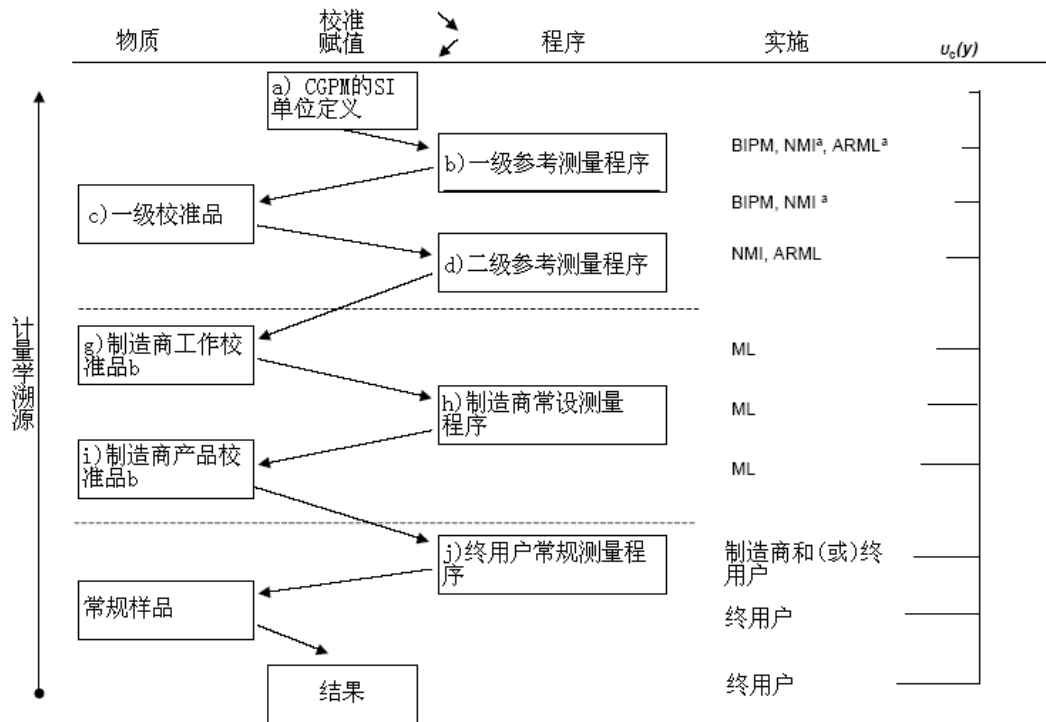 物质
校准
赋值
程序
实施
u_c(y)
a) CGPM的SI
单位定义
b)一级参考测量程序
BIPM, NMIᵃ, ARMLᵃ
c)一级校准品
BIPM, NMI ᵃ
d)二级参考测量程序
NMI, ARML
计量学溯源
g)制造商工作校
准品b
ML
h)制造商常设测量
程序
ML
i)制造商产品校
准品b
ML
j)终用户常规测量程
序
制造商和(或)终
用户
常规样品
终用户
结果
终用户